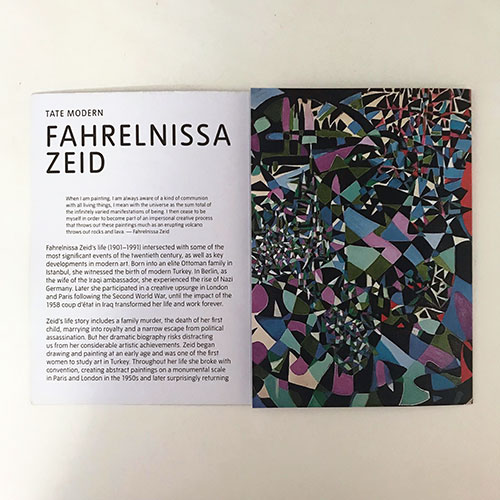 TATE MODERN
FAHRELNISSA
ZEID
When I am painting, I am always aware of a kind of communion
with all living things, I mean with the universe as the sum total of
the infinitely varied manifestations of being. I then cease to be
myself in order to become part of an impersonal creative process
that throws out these paintings much as an erupting volcano
throws out rocks and lava. — Fahrelnissa Zeid
Fahrelnissa Zeid's life (1901–1991) intersected with some of the
most significant events of the twentieth century, as well as key
developments in modern art. Born into an elite Ottoman family in
Istanbul, she witnessed the birth of modern Turkey. In Berlin, as
the wife of the Iraqi ambassador, she experienced the rise of Nazi
Germany. Later she participated in a creative upsurge in London
and Paris following the Second World War, until the impact of the
1958 coup d'état in Iraq transformed her life and work forever.
Zeid's life story includes a family murder, the death of her first
child, marrying into royalty and a narrow escape from political
assassination. But her dramatic biography risks distracting
us from her considerable artistic achievements. Zeid began
drawing and painting at an early age and was one of the first
women to study art in Turkey. Throughout her life she broke with
convention, creating abstract paintings on a monumental scale
in Paris and London in the 1950s and later surprisingly returning